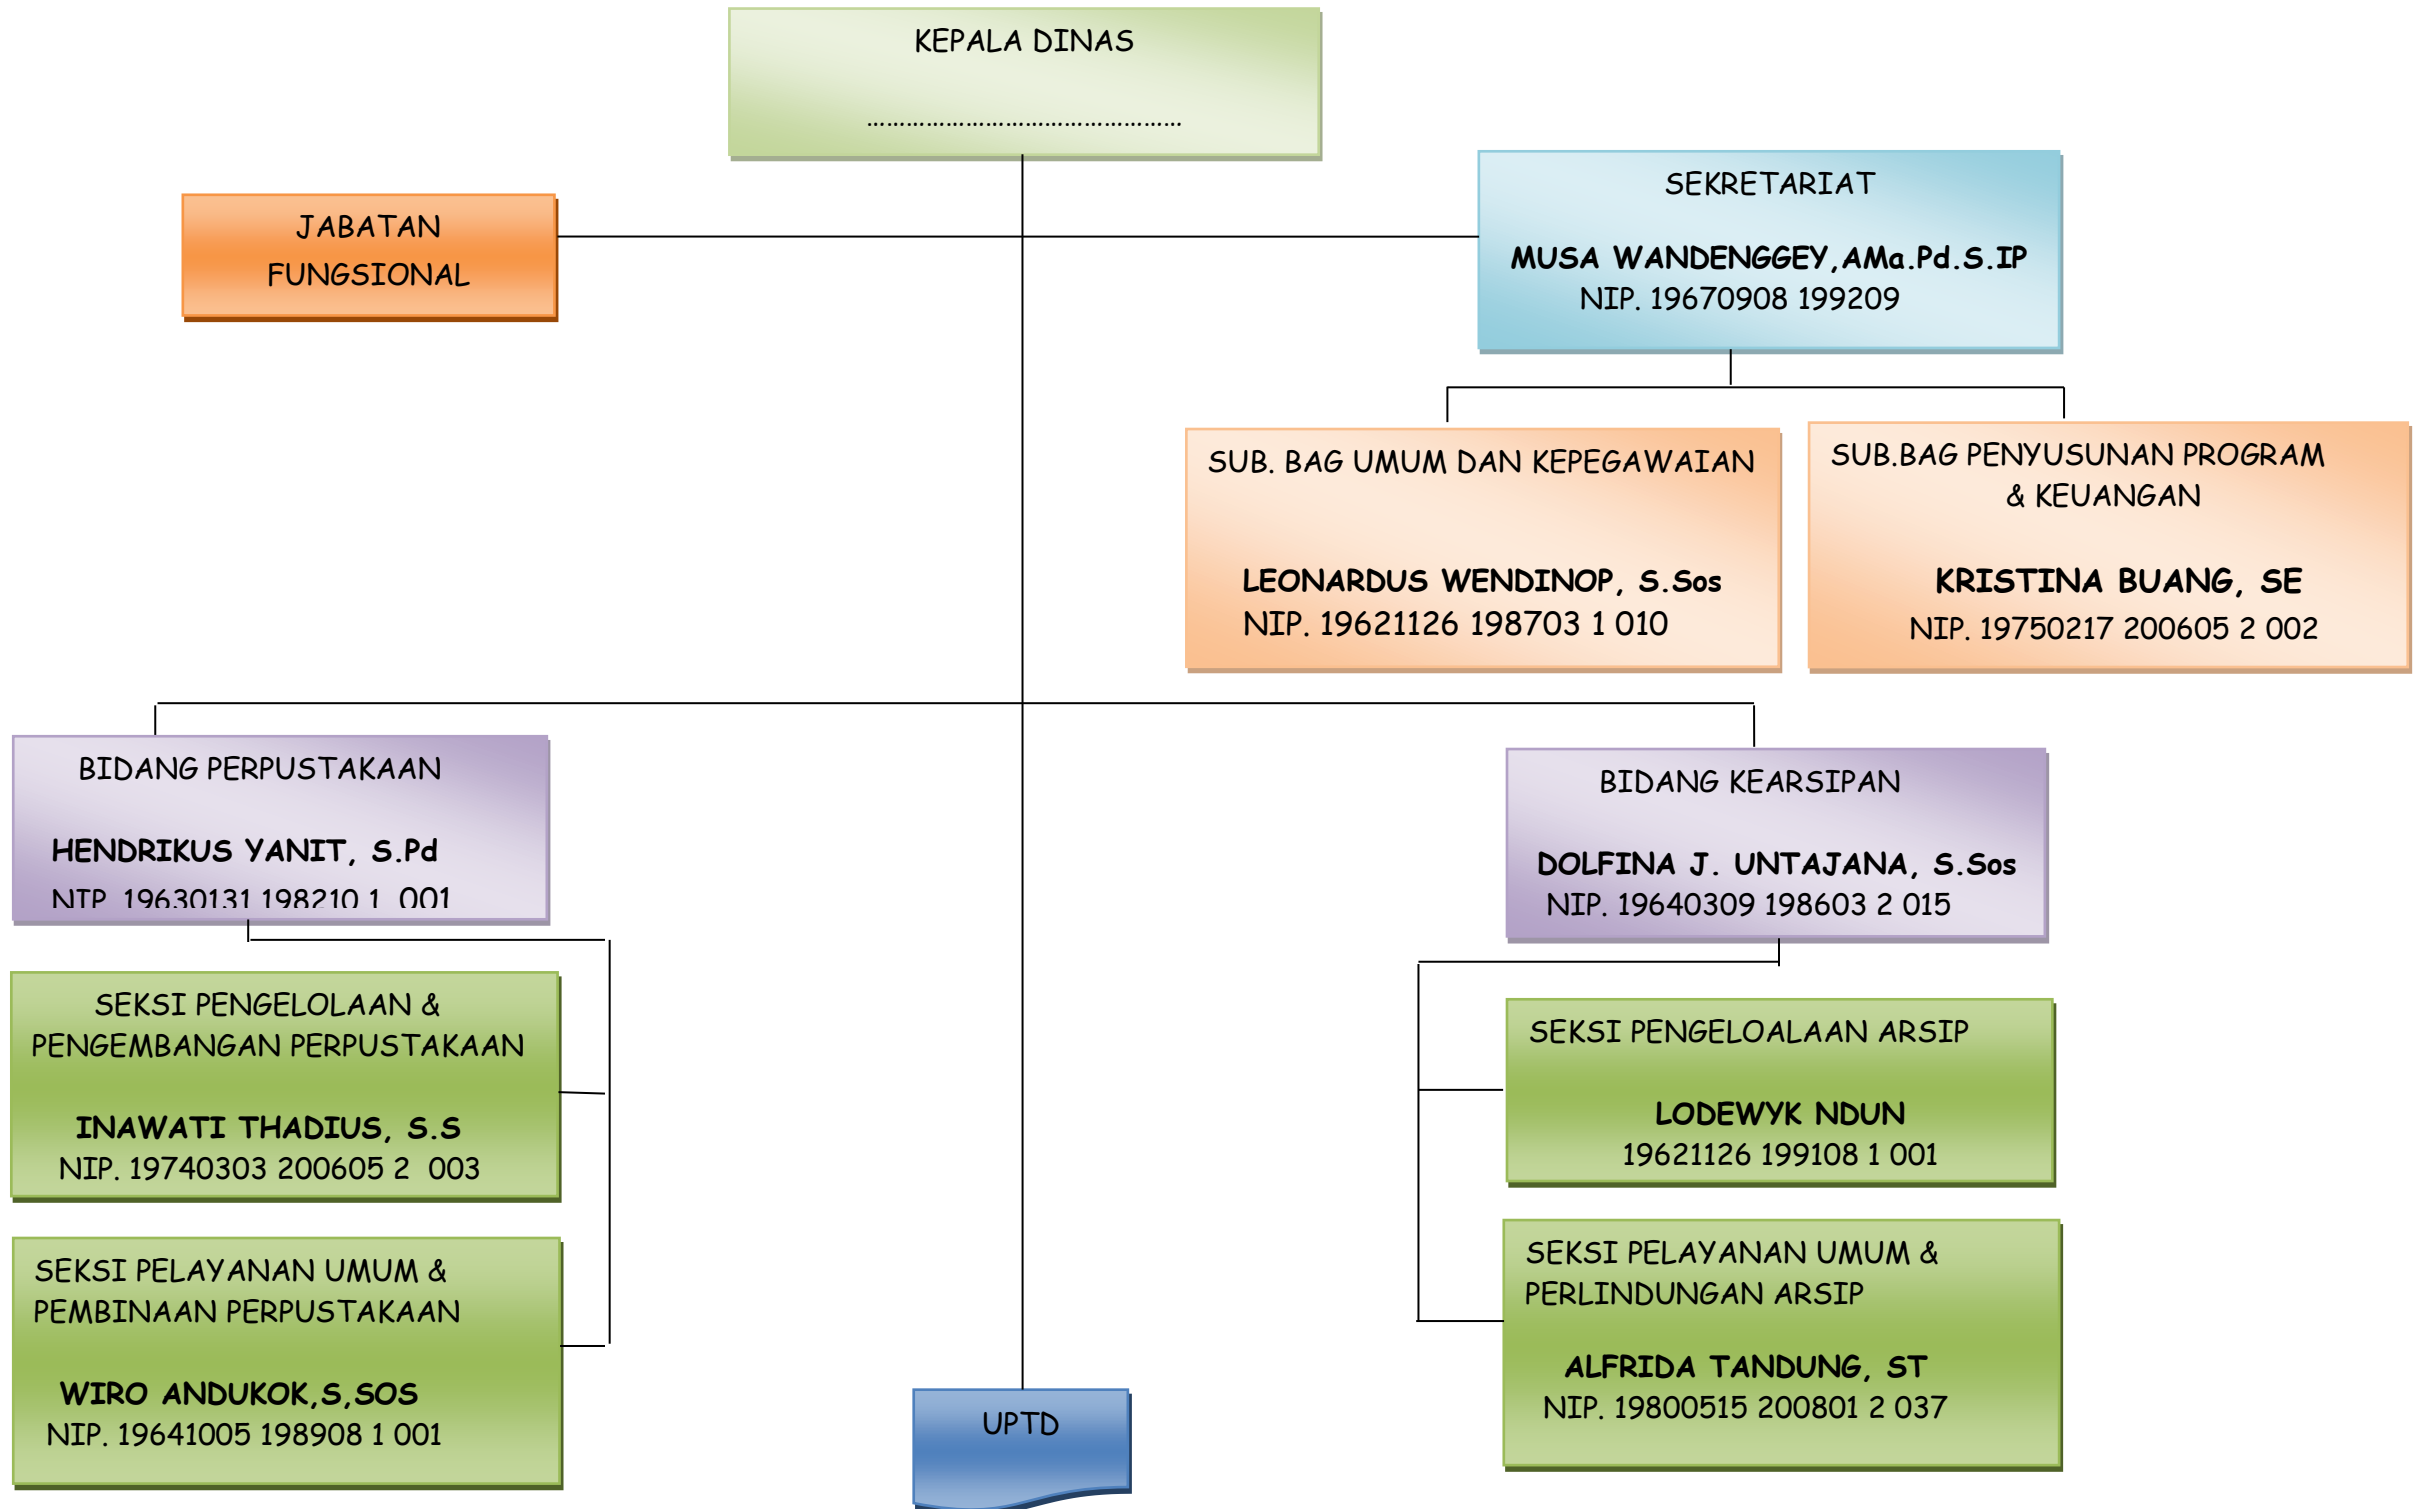 KEPALA DINAS
................................................
JABATAN
FUNGSIONAL
SEKRETARIAT
MUSA WANDENGGEY,AMa.Pd.S.IP
NIP. 19670908 199209
SUB. BAG UMUM DAN KEPEGAWAIAN
LEONARDUS WENDINOP, S.Sos
NIP. 19621126 198703 1 010
SUB.BAG PENYUSUNAN PROGRAM
& KEUANGAN
KRISTINA BUANG, SE
NIP. 19750217 200605 2 002
BIDANG PERPUSTAKAAN
HENDRIKUS YANIT, S.Pd
NIP. 19630131 198210 1 001
BIDANG KEARSIPAN
DOLFINA J. UNTAJANA, S.Sos
NIP. 19640309 198603 2 015
SEKSI PENGELOLAAN &
PENGEMBANGAN PERPUSTAKAAN
INAWATI THADIUS, S.S
NIP. 19740303 200605 2 003
SEKSI PENGELOALAAN ARSIP
LODEWYK NDUN
19621126 199108 1 001
SEKSI PELAYANAN UMUM &
PEMBINAAN PERPUSTAKAAN
WIRO ANDUKOK,S,SOS
NIP. 19641005 198908 1 001
SEKSI PELAYANAN UMUM &
PERLINDUNGAN ARSIP
ALFRIDA TANDUNG, ST
NIP. 19800515 200801 2 037
UPTD